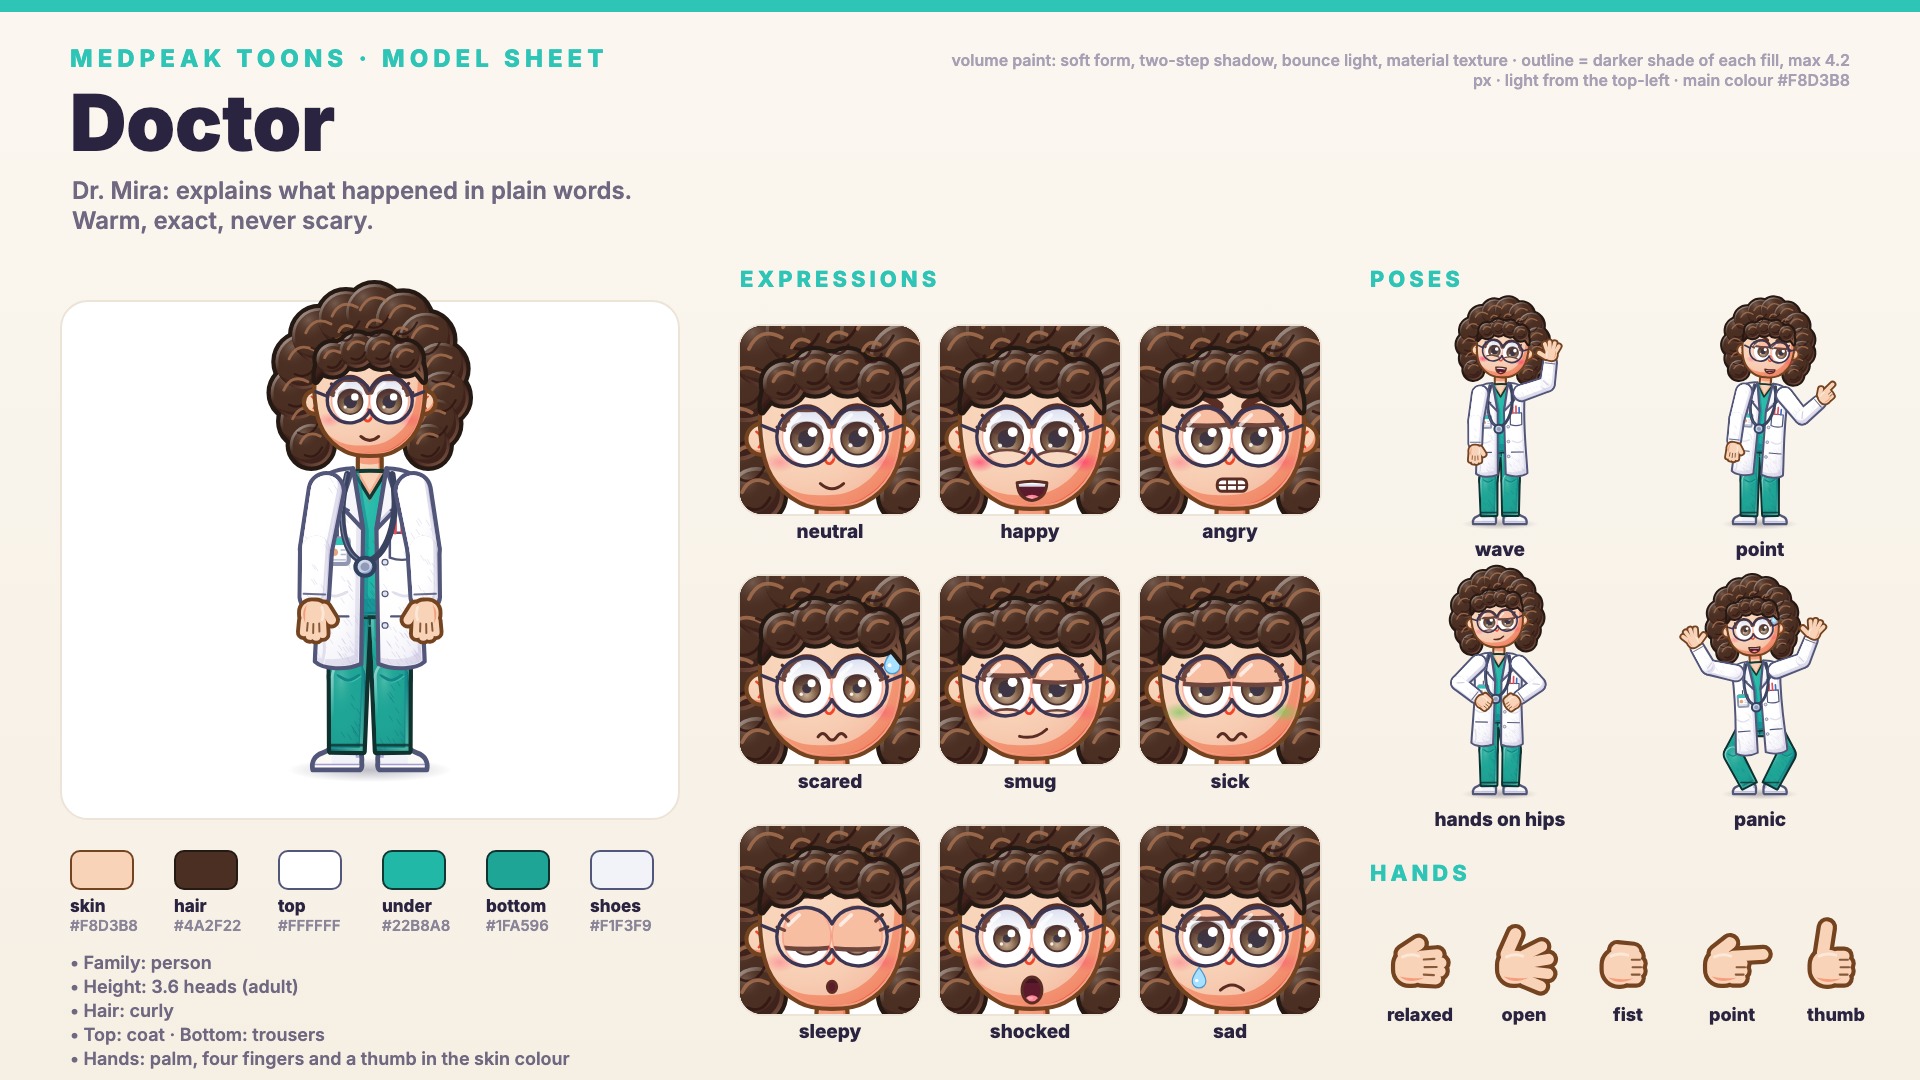 MEDPEAK TOONS · MODEL SHEET
volume paint: soft form, two-step shadow, bounce light, material texture · outline = darker shade of each fill, max 4.2
px · light from the top-left · main colour #F8D3B8
Doctor
Dr. Mira: explains what happened in plain words.
Warm, exact, never scary.
EXPRESSIONS
neutral
happy
angry
scared
smug
sick
sleepy
shocked
sad
POSES
wave
point
hands on hips
panic
HANDS
relaxed
open
fist
point
thumb
skin
#F8D3B8
hair
#4A2F22
top
#FFFFFF
under
#22B8A8
bottom
#1FA596
shoes
#F1F3F9
• Family: person
• Height: 3.6 heads (adult)
• Hair: curly
• Top: coat · Bottom: trousers
• Hands: palm, four fingers and a thumb in the skin colour